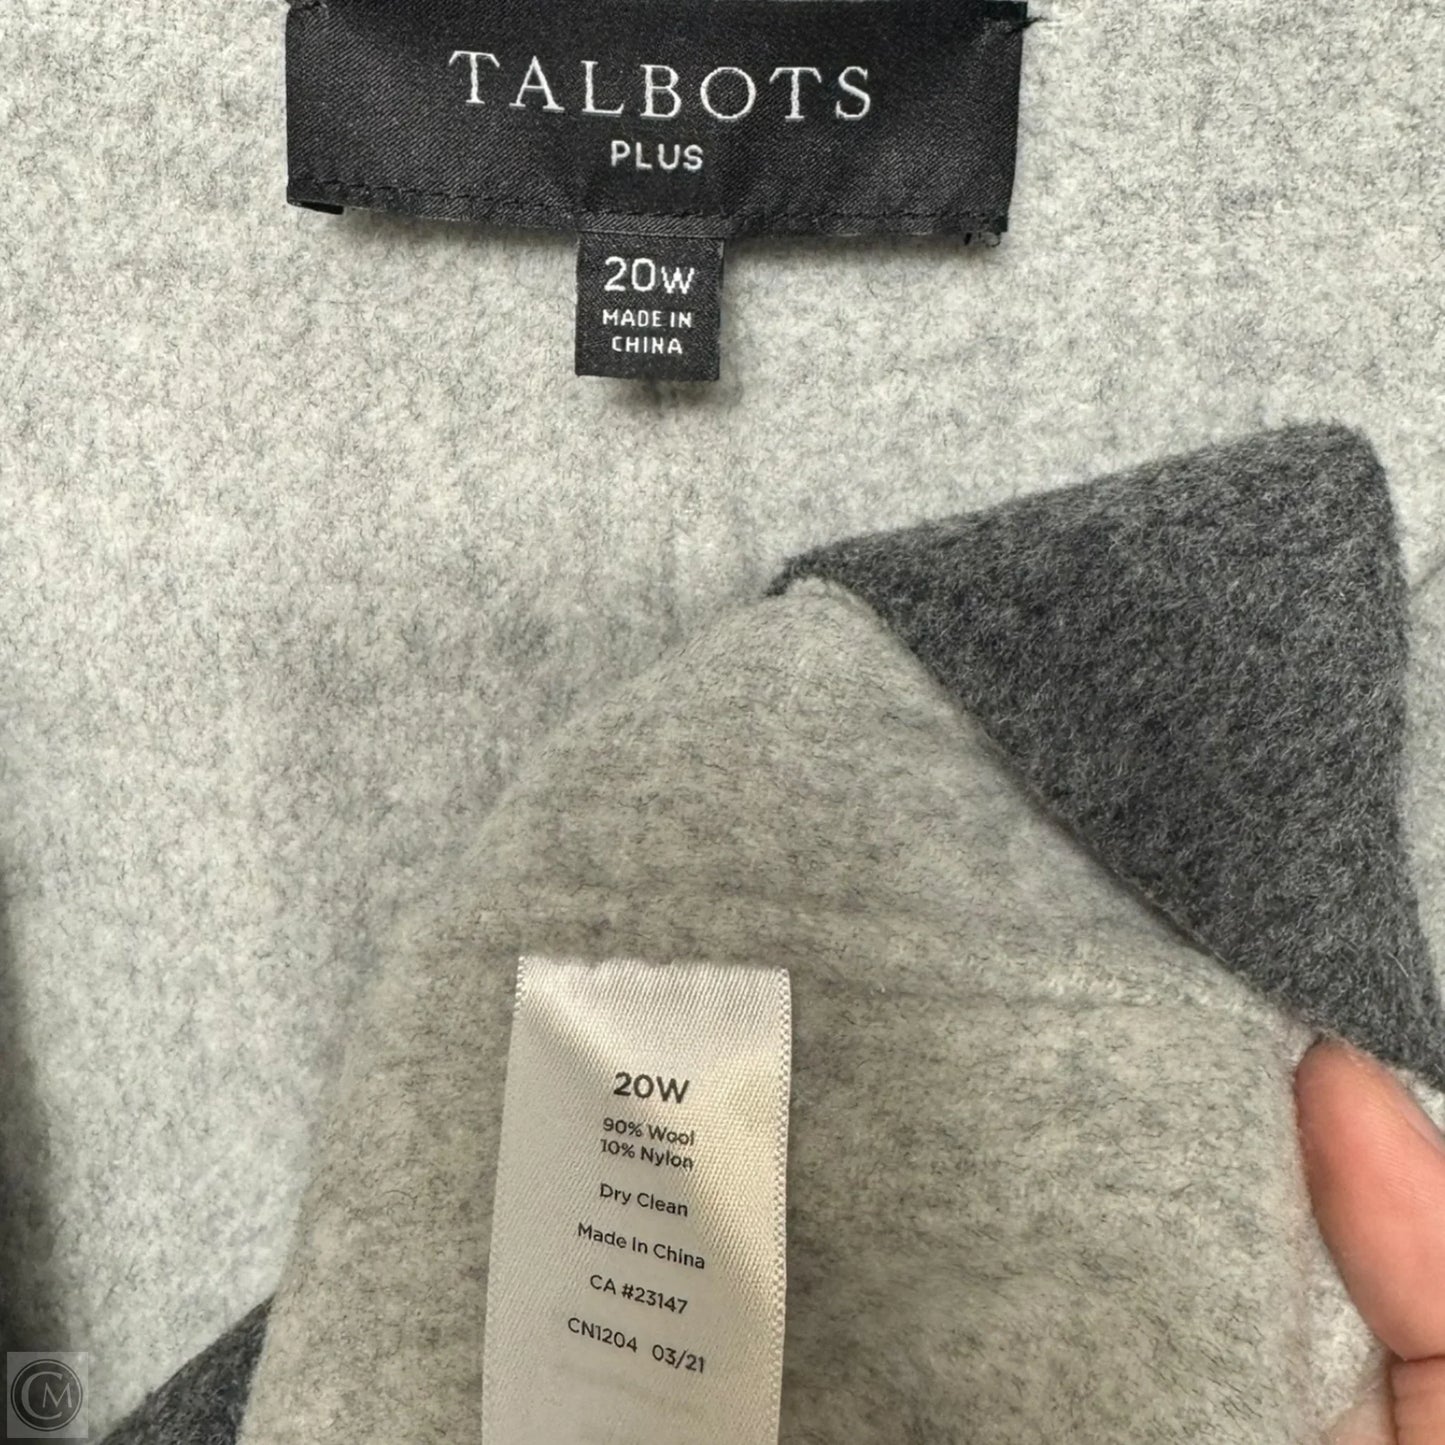 TALBOTS
PLUS
20W
MADE IN
CHINA
20W
90% Wool
10% Nylon
Dry Clean
Made In China
CA #23147
CN1204 03/21
CM